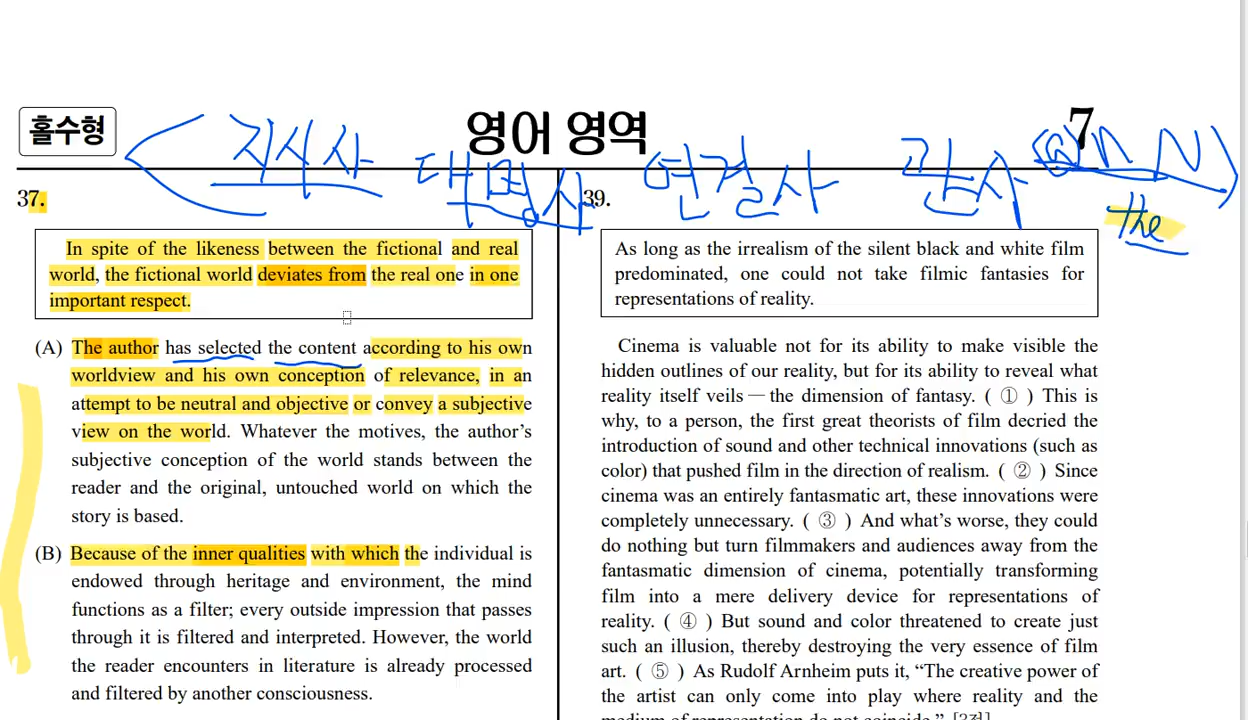 홀수형
영어 영역
7
지시사 대명사 연결사 관사
the
37.
In spite of the likeness between the fictional and real
world, the fictional world deviates from the real one in one
important respect.
(A) The author has selected the content according to his own
worldview and his own conception of relevance, in an
attempt to be neutral and objective or convey a subjective
view on the world. Whatever the motives, the author's
subjective conception of the world stands between the
reader and the original, untouched world on which the
story is based.
(B) Because of the inner qualities with which the individual is
endowed through heritage and environment, the mind
functions as a filter; every outside impression that passes
through it is filtered and interpreted. However, the world
the reader encounters in literature is already processed
and filtered by another consciousness.
39.
As long as the irrealism of the silent black and white film
predominated, one could not take filmic fantasies for
representations of reality.
Cinema is valuable not for its ability to make visible the
hidden outlines of our reality, but for its ability to reveal what
reality itself veils — the dimension of fantasy. ( ① ) This is
why, to a person, the first great theorists of film decried the
introduction of sound and other technical innovations (such as
color) that pushed film in the direction of realism. ( ② ) Since
cinema was an entirely fantasmatic art, these innovations were
completely unnecessary. ( ③ ) And what's worse, they could
do nothing but turn filmmakers and audiences away from the
fantasmatic dimension of cinema, potentially transforming
film into a mere delivery device for representations of
reality. ( ④ ) But sound and color threatened to create just
such an illusion, thereby destroying the very essence of film
art. ( ⑤ ) As Rudolf Arnheim puts it, “The creative power of
the artist can only come into play where reality and the
medium of representation do not coincide.” [3점]